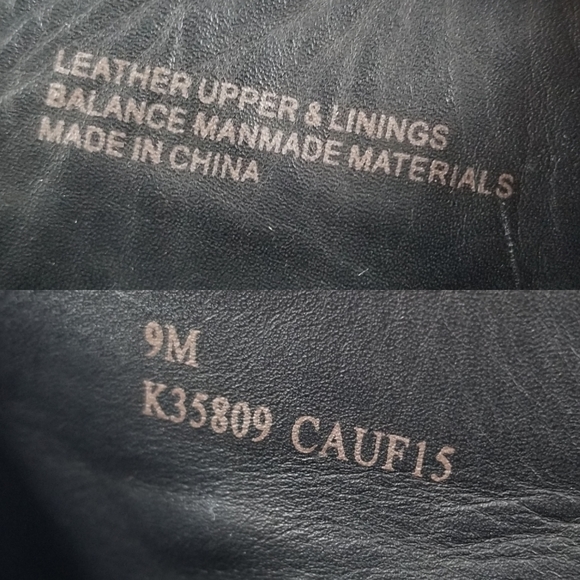 LEATHER UPPER & LININGS
BALANCE MANMADE MATERIALS
MADE IN CHINA
9M
K35809 CAUF15